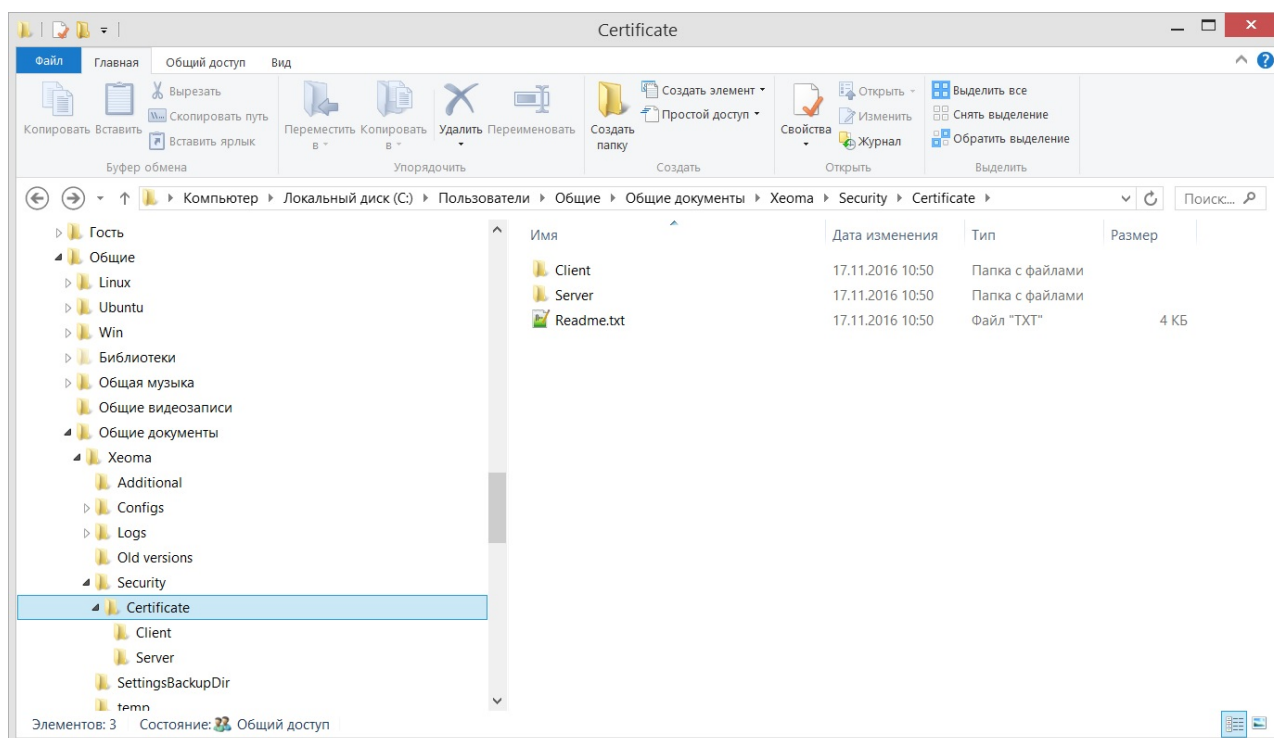 Certificate
Файл Главная Общий доступ Вид
Копировать Вставить Вырезать Скопировать путь Вставить ярлык Переместить в Копировать в Удалить Переименовать Создать папку Создать элемент Простой доступ Свойства Открыть Изменить Журнал Выделить все Снять выделение Обратить выделение
Буфер обмена Упорядочить Создать Открыть Выделить
Компьютер Локальный диск (C:) Пользователи Общие Общие документы Xeoma Security Certificate Поиск:...
Гость
Общие
Linux
Ubuntu
Win
Библиотеки
Общая музыка
Общие видеозаписи
Общие документы
Xeoma
Additional
Configs
Logs
Old versions
Security
Certificate
Client
Server
SettingsBackupDir
temp
Имя Дата изменения Тип Размер
Client 17.11.2016 10:50 Папка с файлами
Server 17.11.2016 10:50 Папка с файлами
Readme.txt 17.11.2016 10:50 Файл "TXT" 4 КБ
Элементов: 3 Состояние: Общий доступ